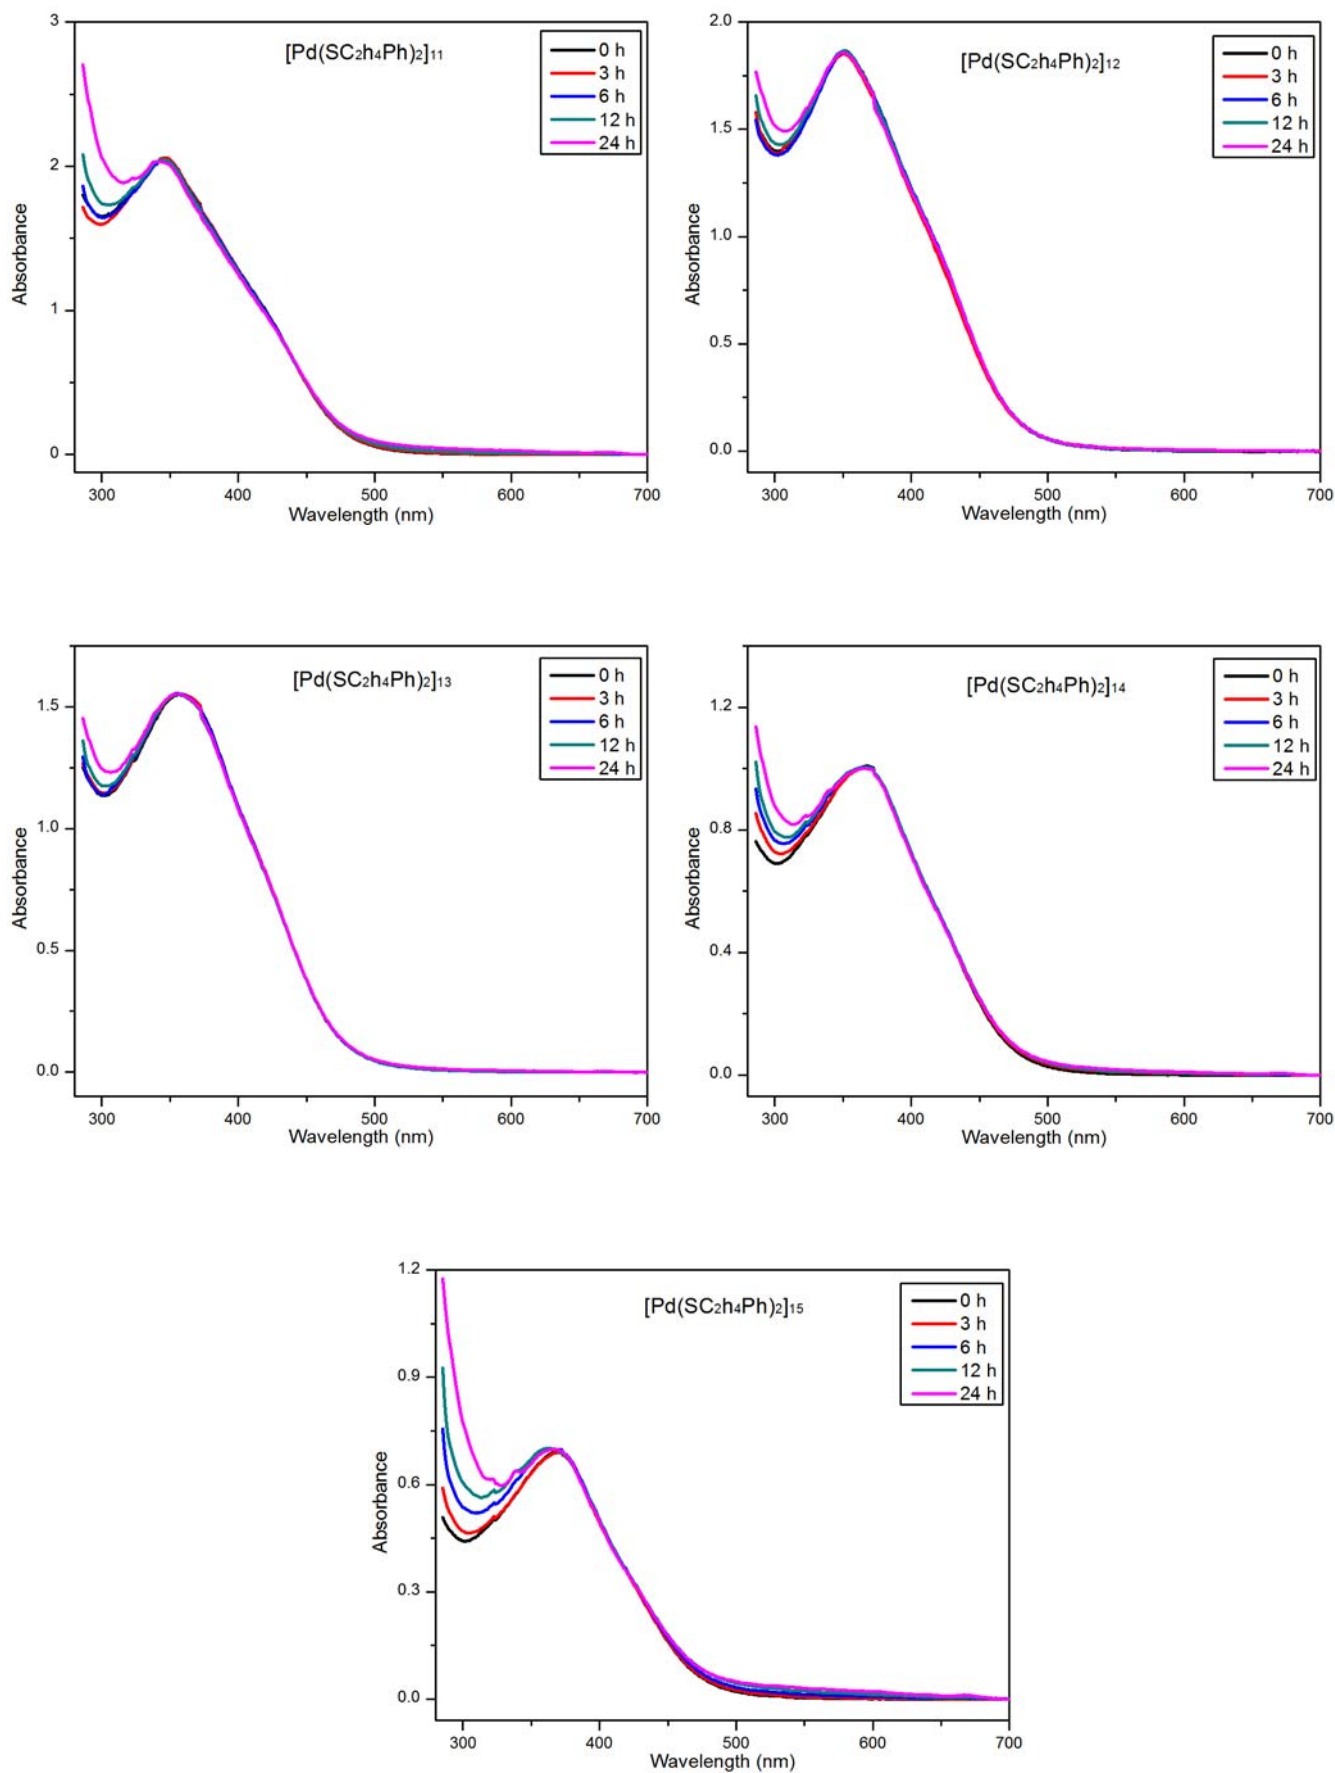 [Pd(SC2h4Ph)2]11
0 h
3 h
6 h
12 h
24 h
3
2
1
0
Absorbance
300 400 500 600 700
Wavelength (nm)
[Pd(SC2h4Ph)2]12
0 h
3 h
6 h
12 h
24 h
2.0
1.5
1.0
0.5
0.0
Absorbance
300 400 500 600 700
Wavelength (nm)
[Pd(SC2h4Ph)2]13
0 h
3 h
6 h
12 h
24 h
1.5
1.0
0.5
0.0
Absorbance
300 400 500 600 700
Wavelength (nm)
[Pd(SC2h4Ph)2]14
0 h
3 h
6 h
12 h
24 h
1.2
0.8
0.4
0.0
Absorbance
300 400 500 600 700
Wavelength (nm)
[Pd(SC2h4Ph)2]15
0 h
3 h
6 h
12 h
24 h
1.2
0.9
0.6
0.3
0.0
Absorbance
300 400 500 600 700
Wavelength (nm)